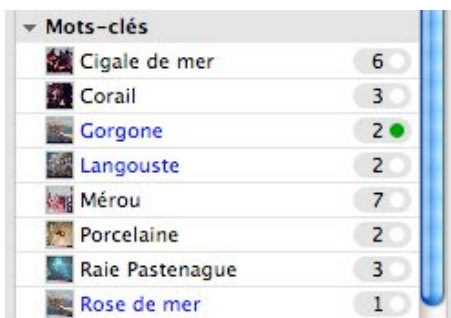 Mots-clés
Cigale de mer 6
Corail 3
Gorgone 2
Langouste 2
Mérou 7
Porcelaine 2
Raie Pastenague 3
Rose de mer 1